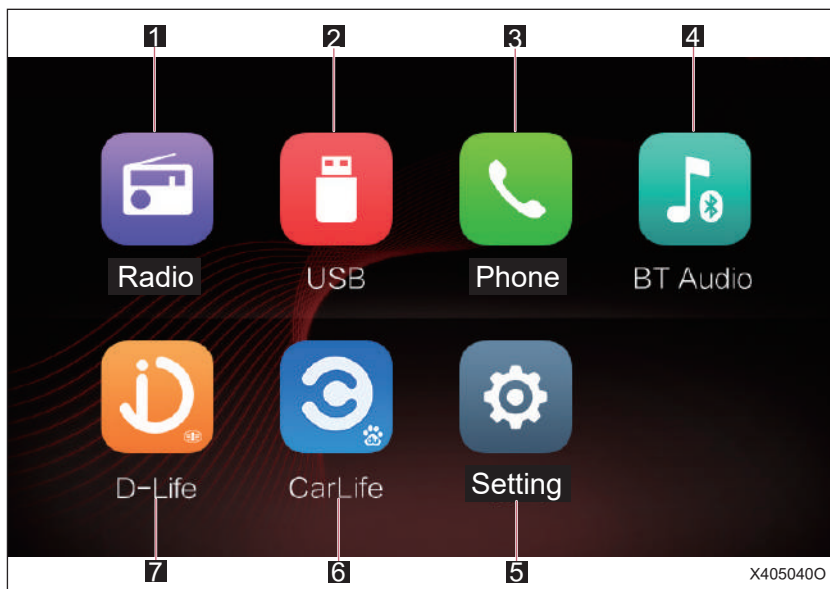 1 2 3 4
Radio USB Phone BT Audio
D-Life CarLife Setting
7 6 5
X405040O